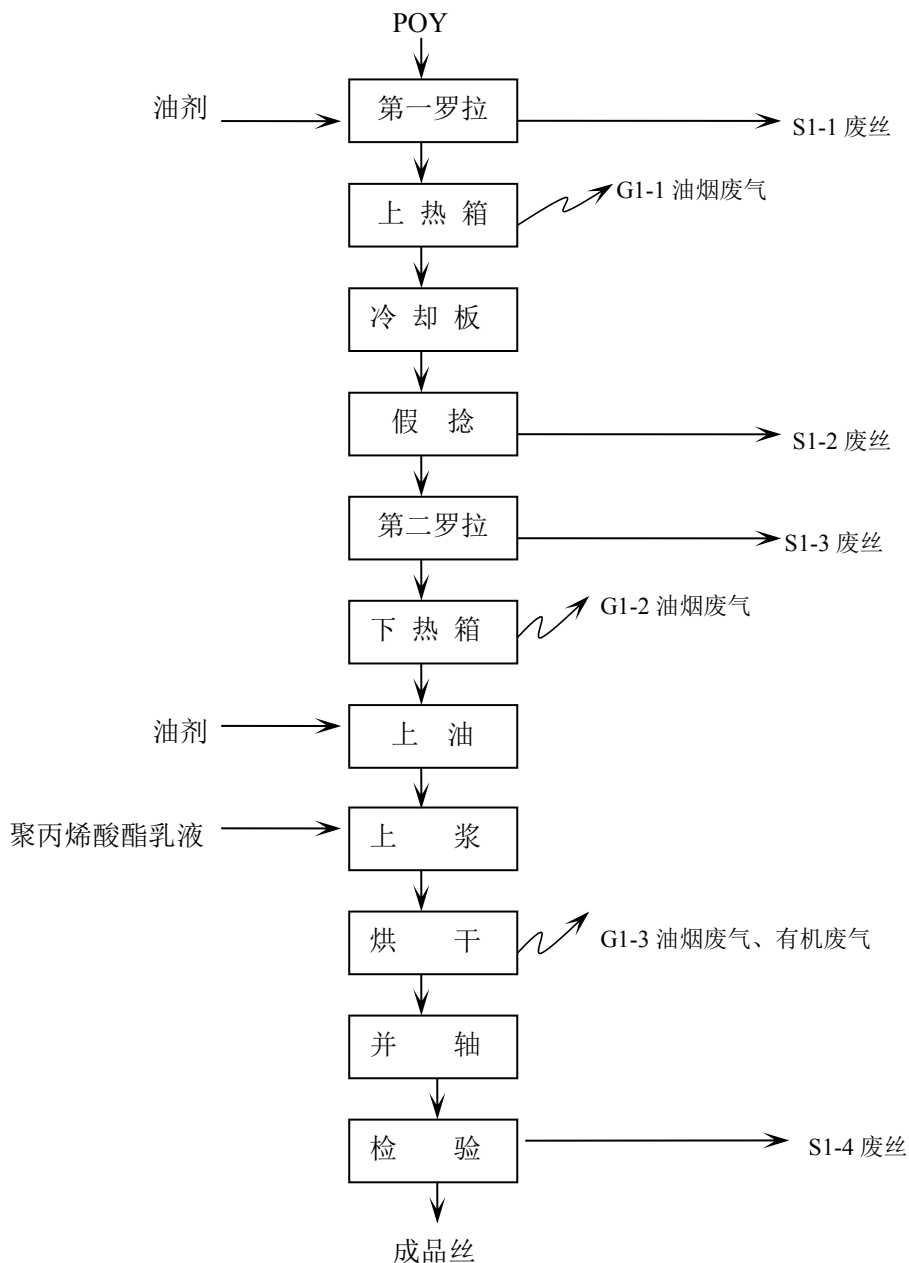 POY
油剂
第一罗拉
S1-1 废丝
上 热 箱
G1-1 油烟废气
冷 却 板
假 捻
S1-2 废丝
第二罗拉
S1-3 废丝
下 热 箱
G1-2 油烟废气
油剂
上 油
聚丙烯酸酯乳液
上 浆
烘 干
G1-3 油烟废气、有机废气
并 轴
检 验
S1-4 废丝
成品丝